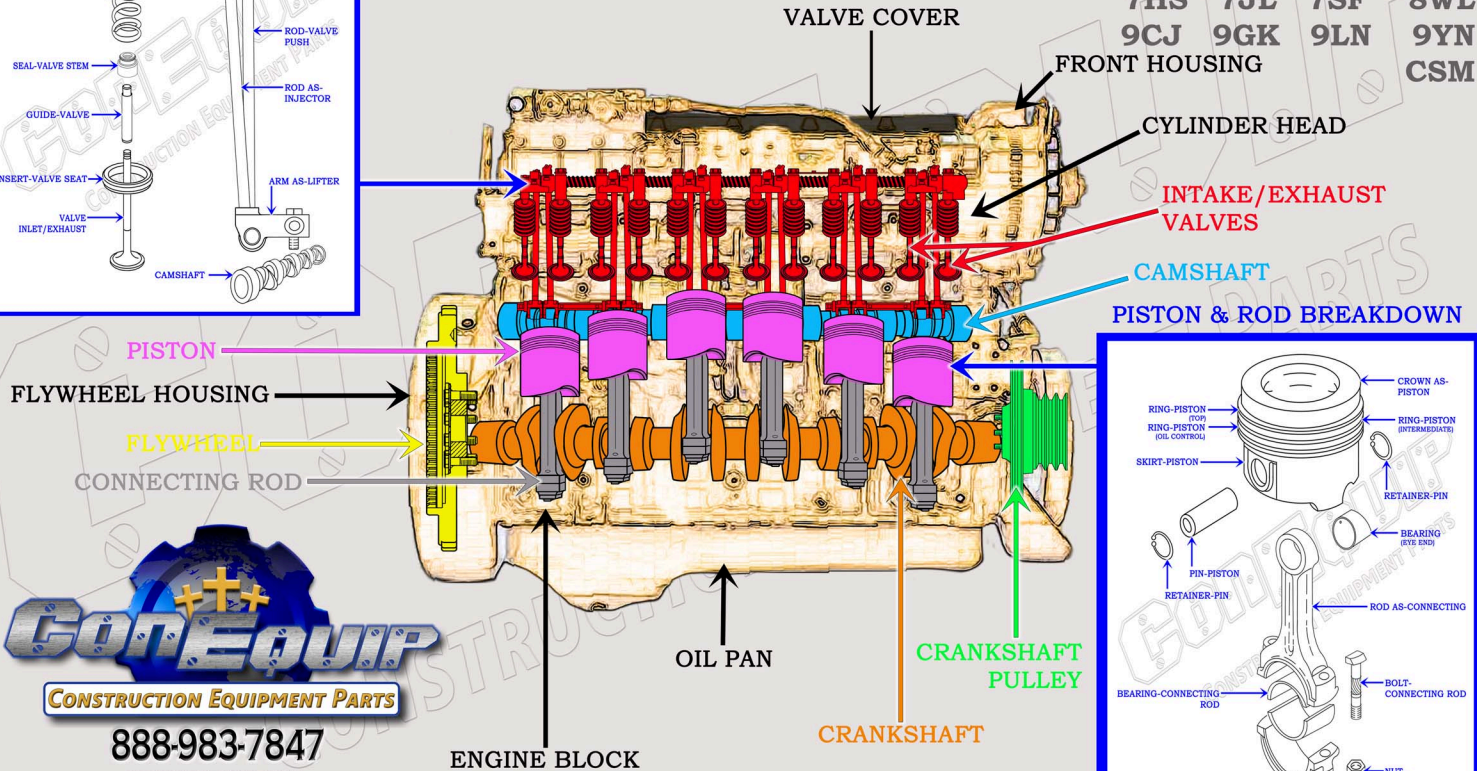 7HS 7JL 7SF 8WL
9CJ 9GK 9LN 9YN
CSM
VALVE COVER
FRONT HOUSING
CYLINDER HEAD
INTAKE/EXHAUST
VALVES
CAMSHAFT
ROD-VALVE
PUSH
SEAL-VALVE STEM
ROD AS-
INJECTOR
GUIDE-VALVE
NSERT-VALVE SEAT
ARM AS-LIFTER
VALVE
INLET/EXHAUST
CAMSHAFT
PISTON
FLYWHEEL HOUSING
FLYWHEEL
CONNECTING ROD
PISTON & ROD BREAKDOWN
CROWN AS-
PISTON
RING-PISTON
(TOP)
RING-PISTON
(OIL CONTROL)
RING-PISTON
(INTERMEDIATE)
SKIRT-PISTON
RETAINER-PIN
BEARING
(EYE END)
PIN-PISTON
RETAINER-PIN
ROD AS-CONNECTING
BOLT-
CONNECTING ROD
BEARING-CONNECTING
ROD
NUT
OIL PAN
CRANKSHAFT
PULLEY
CRANKSHAFT
ENGINE BLOCK
CONEQUIP
CONSTRUCTION EQUIPMENT PARTS
888-983-7847